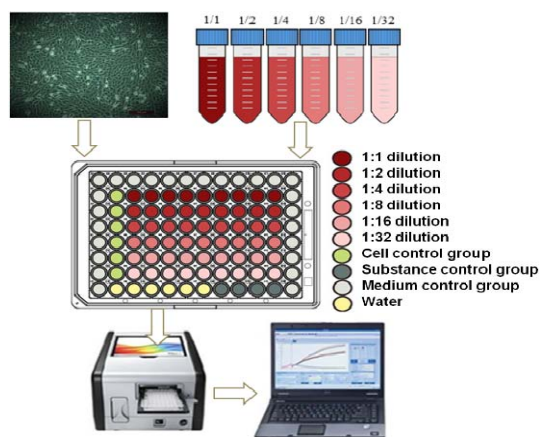 1/1 1/2 1/4 1/8 1/16 1/32
1:1 dilution
1:2 dilution
1:4 dilution
1:8 dilution
1:16 dilution
1:32 dilution
Cell control group
Substance control group
Medium control group
Water